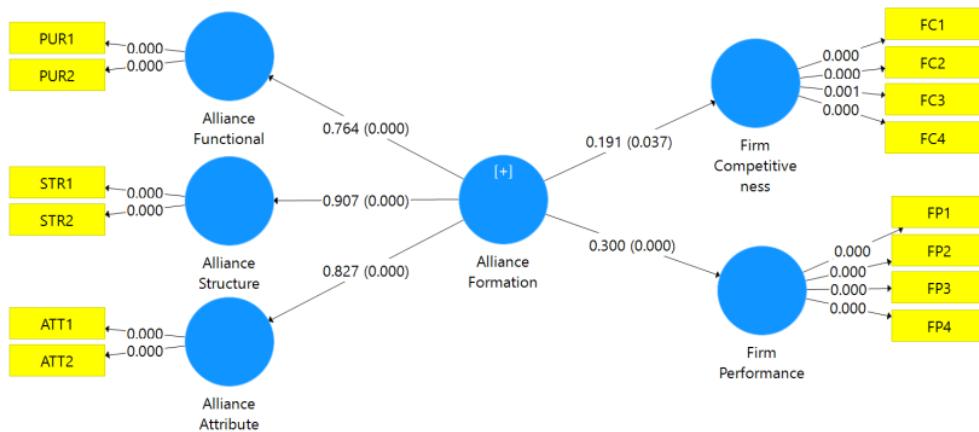 PUR1
0.000
0.000
PUR2
Alliance
Functional
0.764 (0.000)
STR1
0.000
0.000
STR2
Alliance
Structure
0.907 (0.000)
ATT1
0.000
0.000
ATT2
Alliance
Attribute
0.827 (0.000)
[+]
Alliance
Formation
0.191 (0.037)
0.300 (0.000)
Firm
Competitive
ness
0.000
0.000
0.001
0.000
FC1
FC2
FC3
FC4
Firm
Performance
0.000
0.000
0.000
0.000
FP1
FP2
FP3
FP4